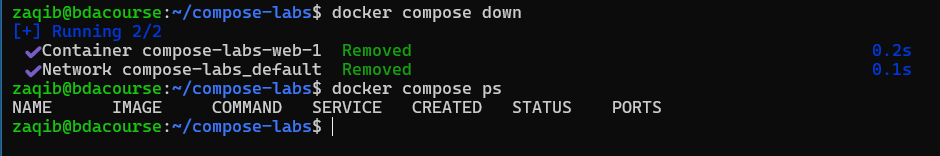 zaqib@bdacourse:~/compose-labs$ docker compose down
[+] Running 2/2
✔Container compose-labs-web-1  Removed 0.2s
✔Network compose-labs_default  Removed 0.1s
zaqib@bdacourse:~/compose-labs$ docker compose ps
NAME      IMAGE     COMMAND   SERVICE   CREATED   STATUS    PORTS
zaqib@bdacourse:~/compose-labs$